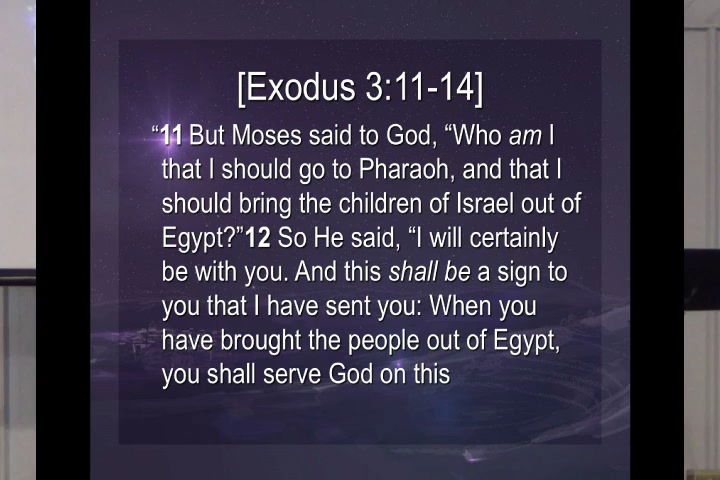 [Exodus 3:11-14]
“11 But Moses said to God, “Who am I
that I should go to Pharaoh, and that I
should bring the children of Israel out of
Egypt?”12 So He said, “I will certainly
be with you. And this shall be a sign to
you that I have sent you: When you
have brought the people out of Egypt,
you shall serve God on this